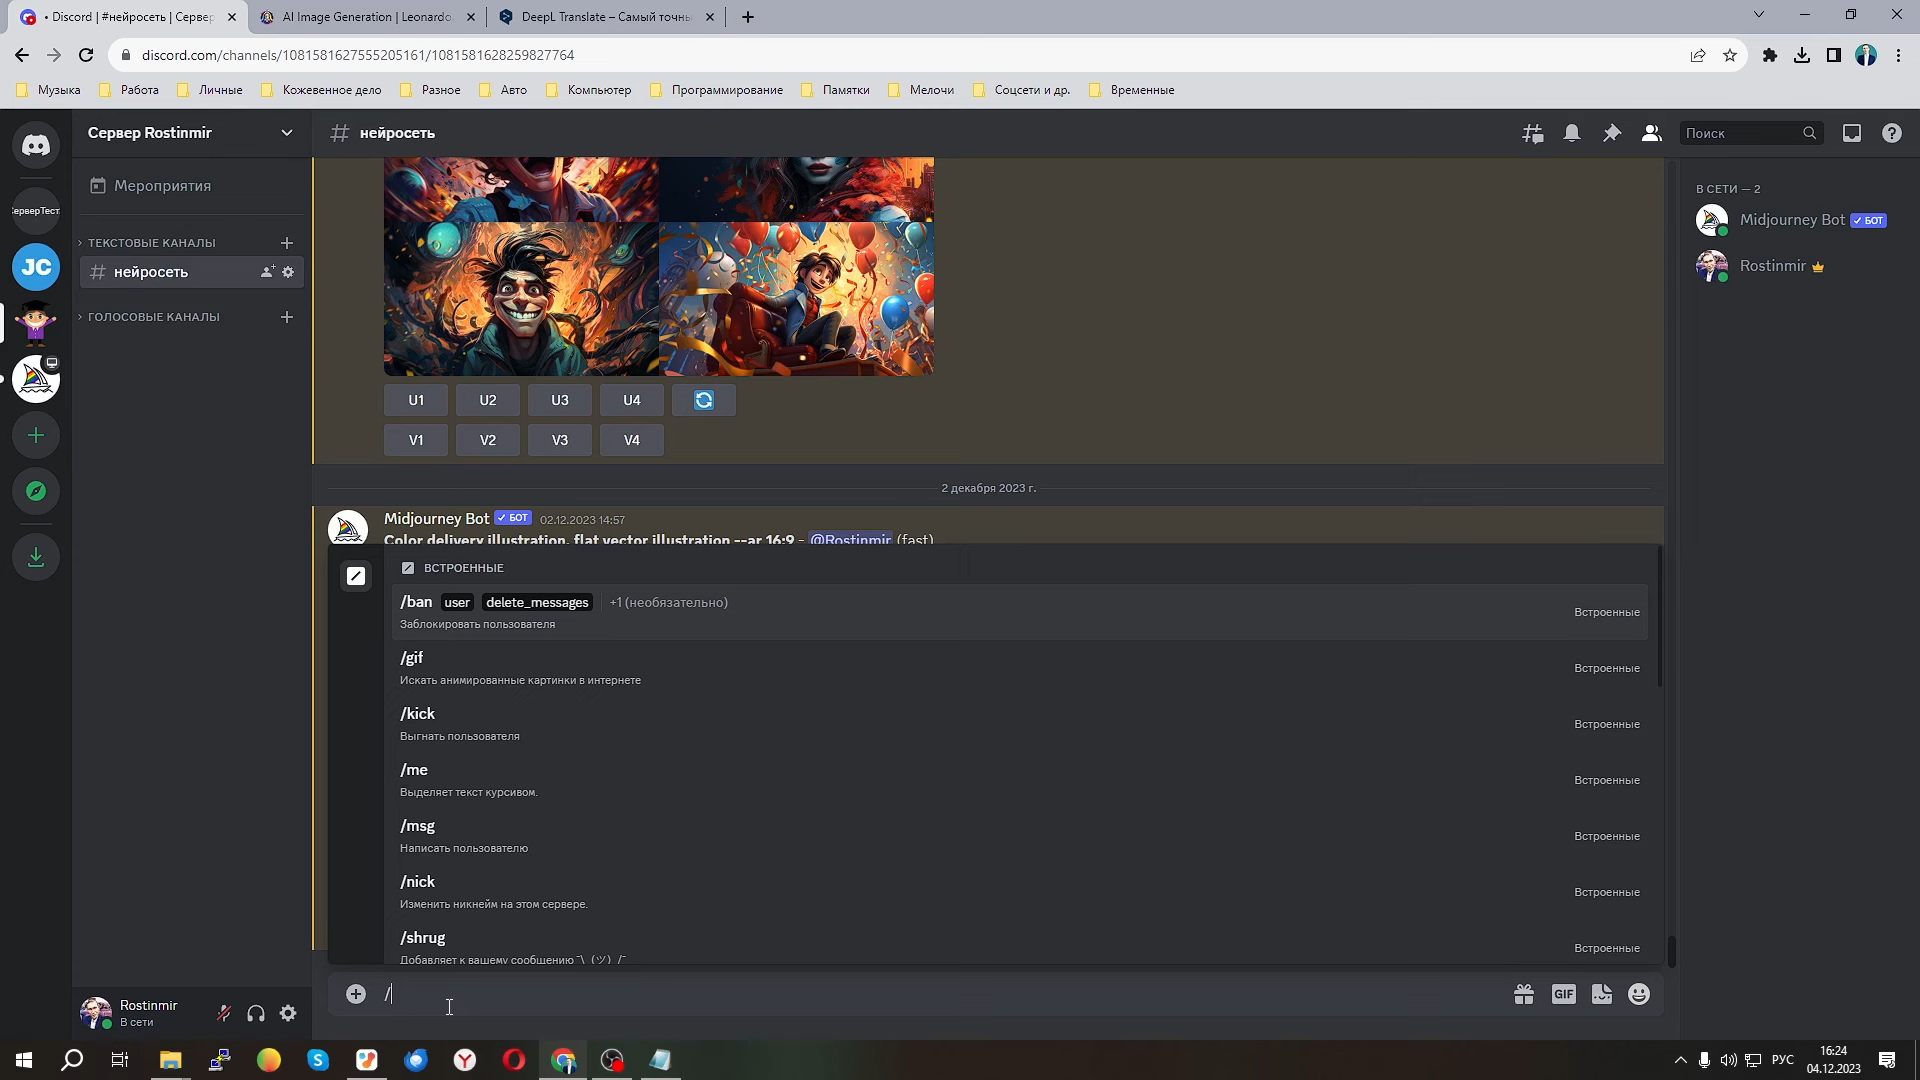 • Discord | #нейросеть | Сервер
AI Image Generation | Leonardo.
DeepL Translate – Самый точны
discord.com/channels/1081581627555205161/1081581628259827764
Музыка
Работа
Личные
Кожевенное дело
Разное
Авто
Компьютер
Программирование
Памятки
Мелочи
Соцсети и др.
Временные
Сервер Rostinmir
нейросеть
Поиск
Мероприятия
СерверТест
ТЕКСТОВЫЕ КАНАЛЫ
нейросеть
ГОЛОСОВЫЕ КАНАЛЫ
JC
U1 U2 U3 U4
V1 V2 V3 V4
2 декабря 2023 г.
Midjourney Bot ✓ БОТ 02.12.2023 14:57
Color delivery illustration, flat vector illustration --ar 16:9 - @Rostinmir (fast)
ВСТРОЕННЫЕ
/ban user delete_messages +1 (необязательно)
Заблокировать пользователя
Встроенные
/gif
Искать анимированные картинки в интернете
Встроенные
/kick
Выгнать пользователя
Встроенные
/me
Выделяет текст курсивом.
Встроенные
/msg
Написать пользователю
Встроенные
/nick
Изменить никнейм на этом сервере.
Встроенные
/shrug
Добавляет к вашему сообщению ¯\_(ツ)_/¯
Встроенные
/
GIF
В СЕТИ — 2
Midjourney Bot ✓ БОТ
Rostinmir
Rostinmir
В сети
РУС
16:24
04.12.2023